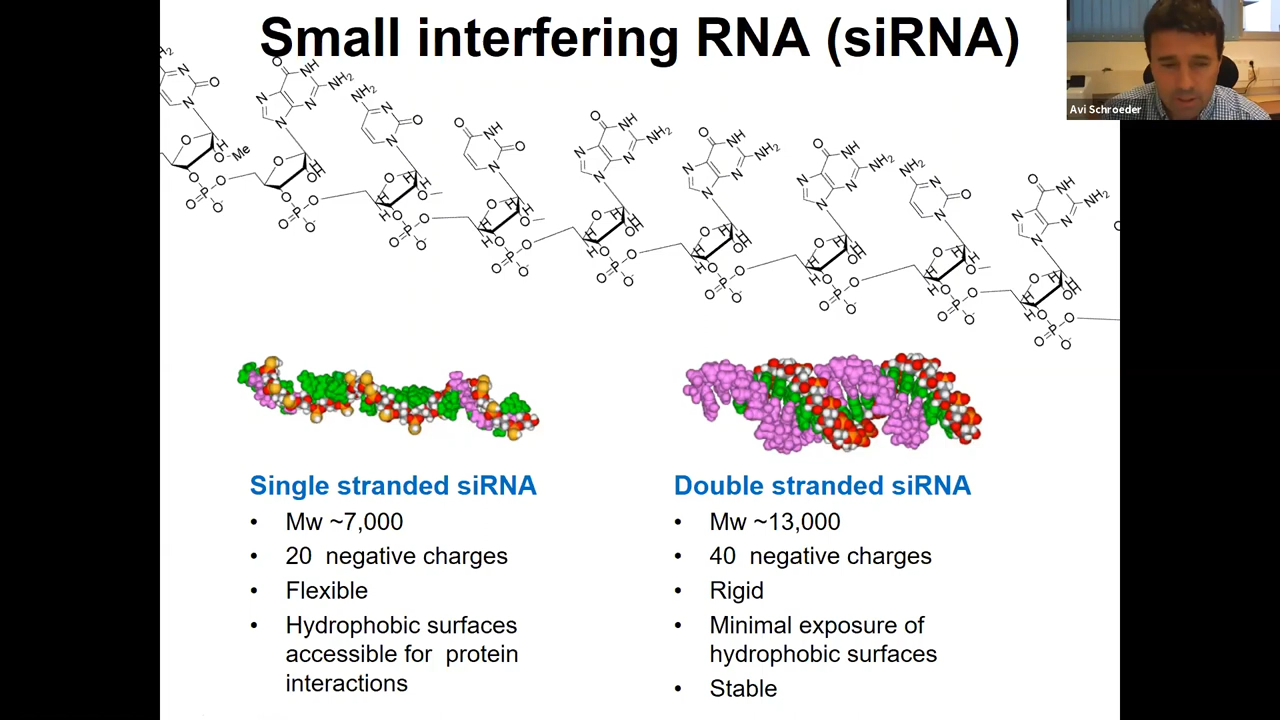 Small interfering RNA (siRNA)
Avi Schroeder
Single stranded siRNA
• Mw ~7,000
• 20 negative charges
• Flexible
• Hydrophobic surfaces
accessible for protein
interactions
Double stranded siRNA
• Mw ~13,000
• 40 negative charges
• Rigid
• Minimal exposure of
hydrophobic surfaces
• Stable